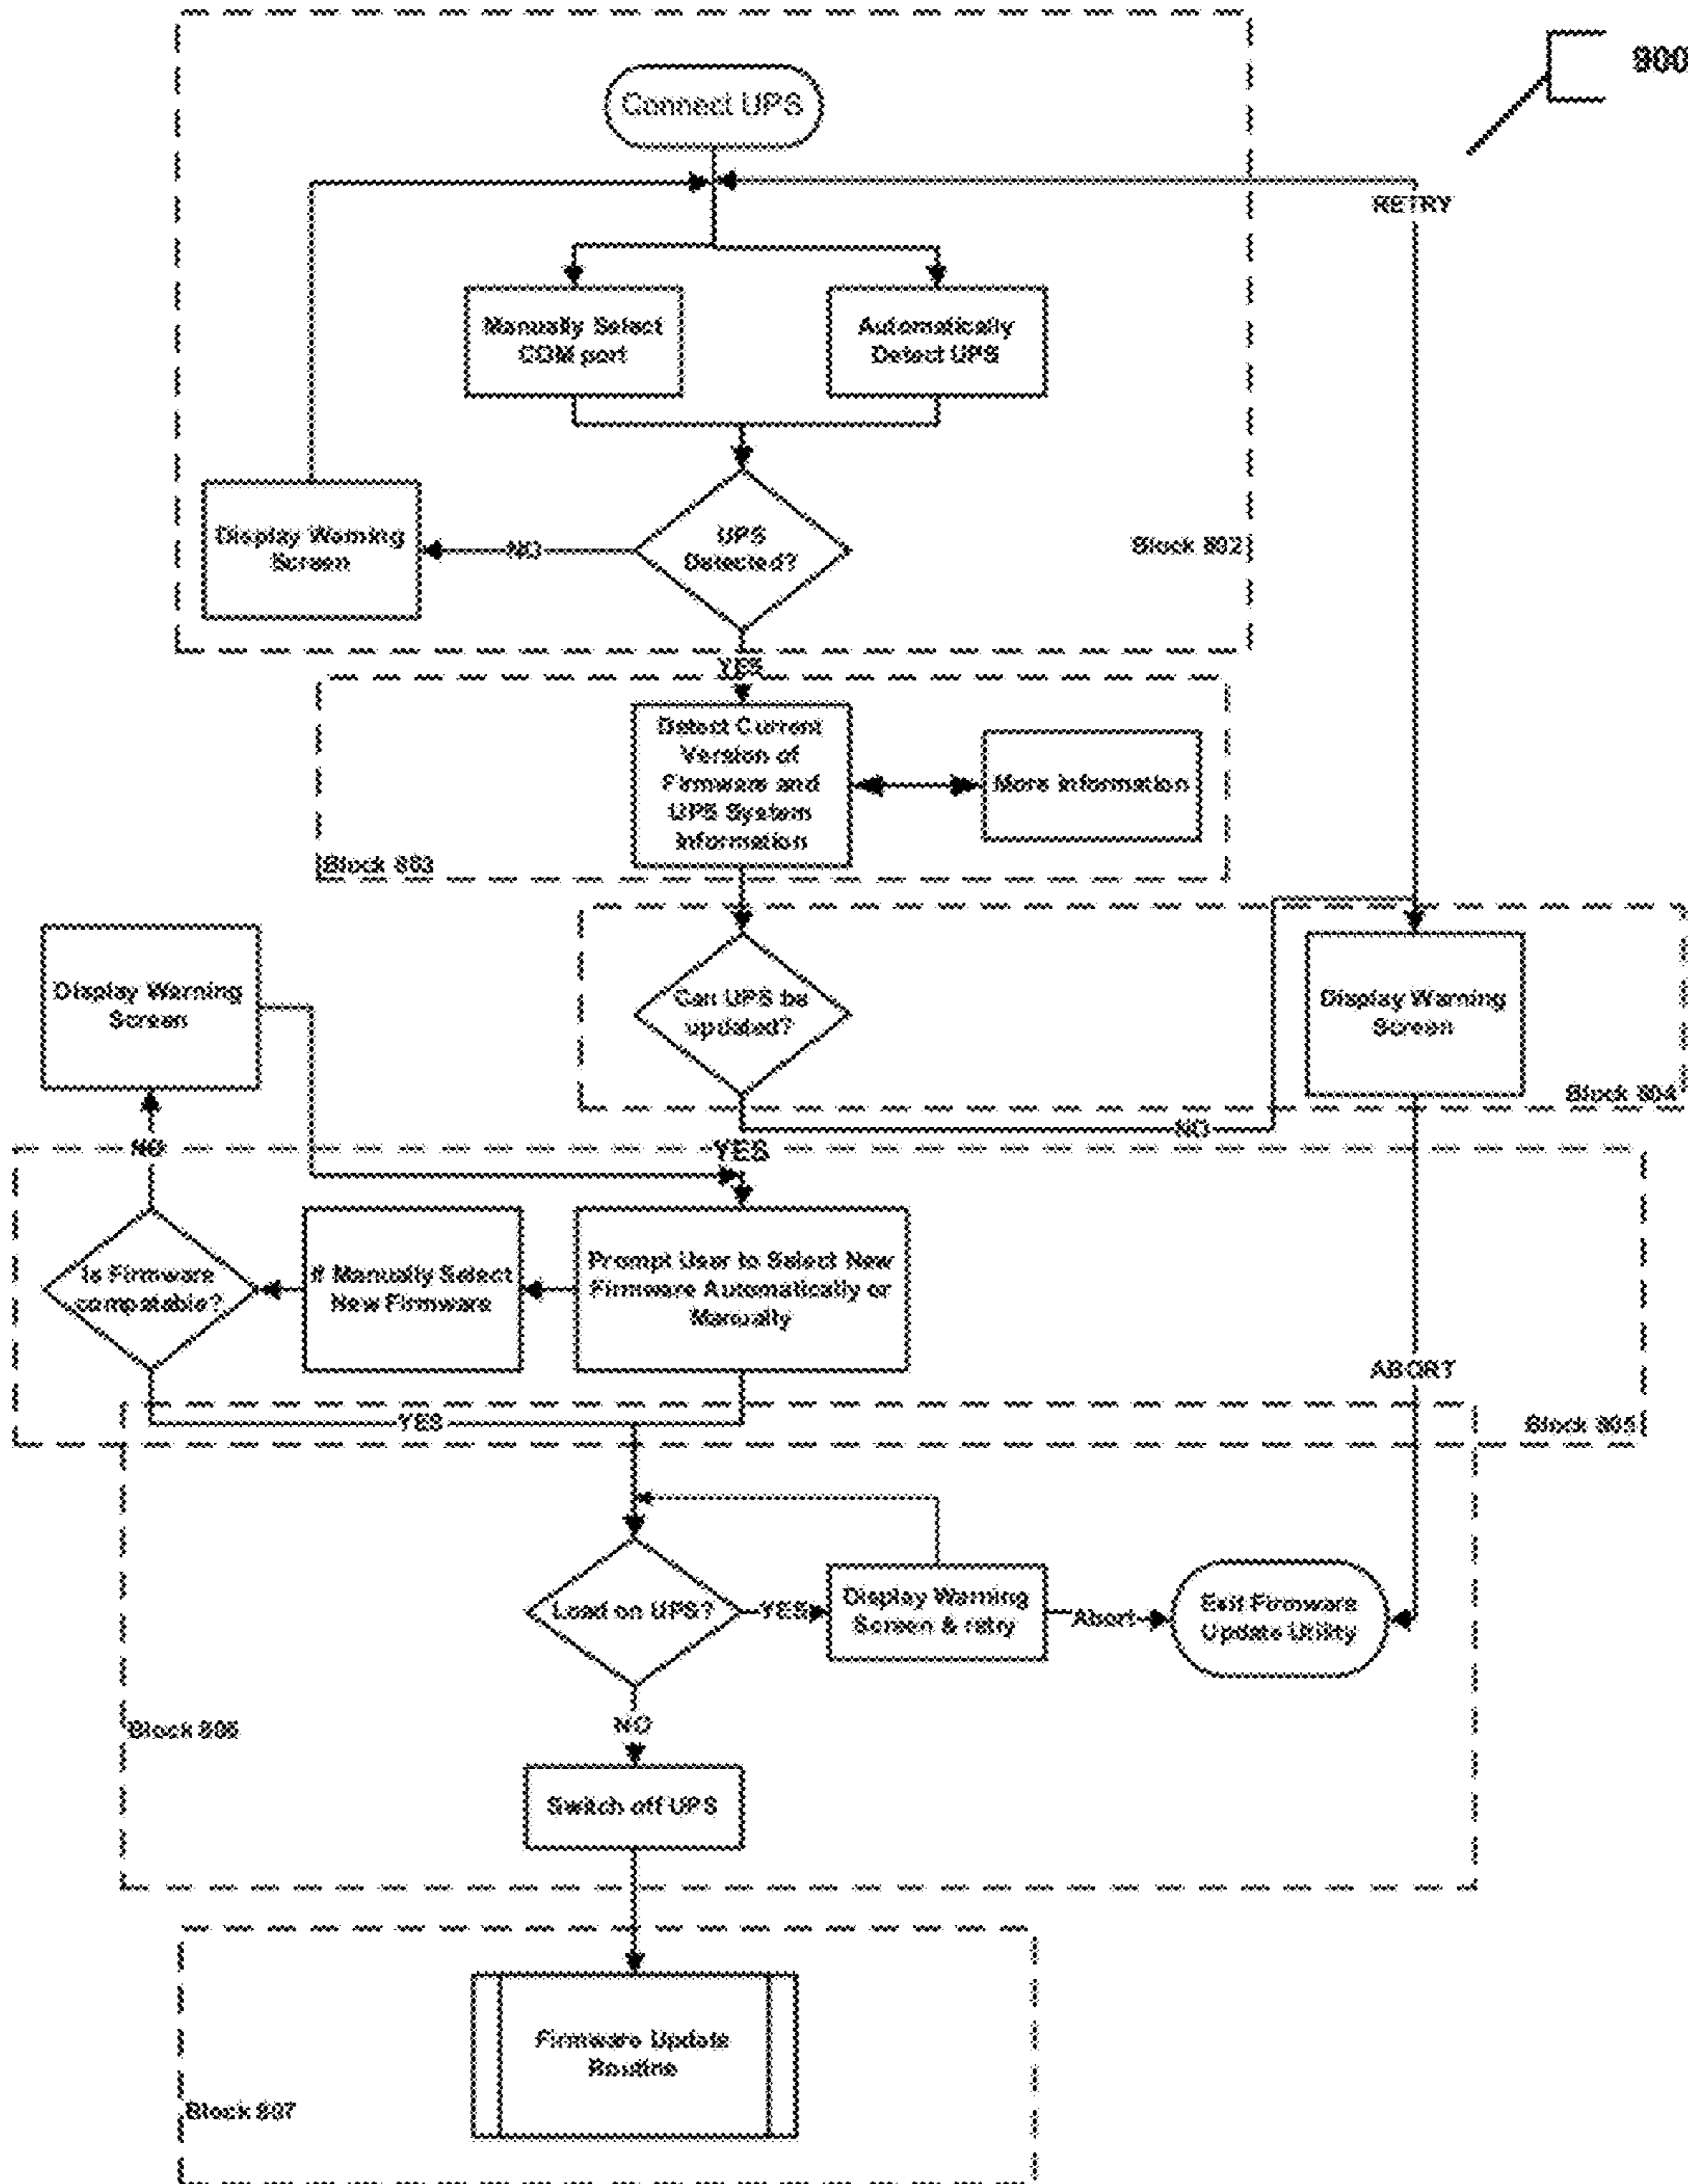 900
Connect UPS
RETRY
Manually Select
COM port
Automatically
Detect UPS
Display Warning
Screen
NO
UPS
Detected?
Block 802
YES
Detect Current
Version of
Firmware and
UPS System
Information
More information
Block 803
Display Warning
Screen
Can UPS be
updated?
Display Warning
Screen
Block 804
NO
NO
YES
Is Firmware
compatable?
If Manually Select
New Firmware
Prompt User to Select New
Firmware Automatically or
Manually
ABORT
YES
Block 805
Load on UPS?
YES
Display Warning
Screen & retry
Abort
Exit Firmware
Update Utility
NO
Block 806
Switch off UPS
Firmware Update
Routine
Block 807